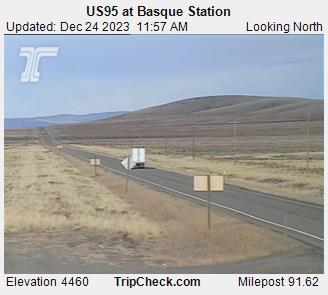 US95 at Basque Station
Updated: Dec 24 2023 11:57 AM Looking North
Elevation 4460 TripCheck.com Milepost 91.62